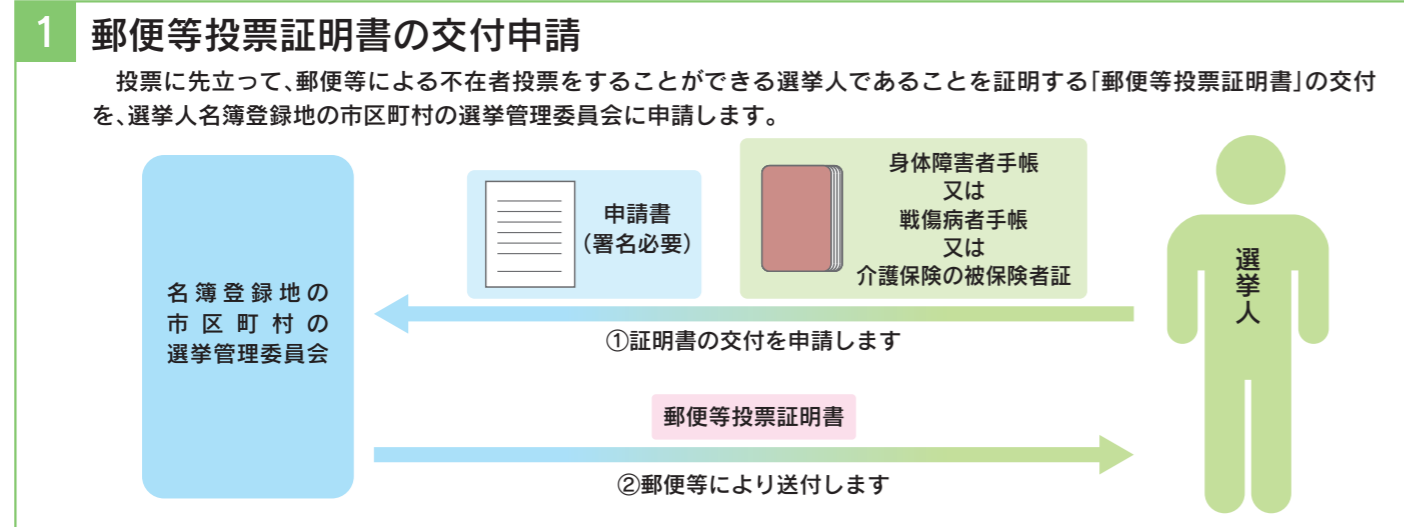 1 郵便等投票証明書の交付申請
投票に先立って、郵便等による不在者投票をすることができる選挙人であることを証明する「郵便等投票証明書」の交付
を、選挙人名簿登録地の市区町村の選挙管理委員会に申請します。
名簿登録地の
市区町村の
選挙管理委員会
申請書
(署名必要)
身体障害者手帳
又は
戦傷病者手帳
又は
介護保険の被保険者証
選挙人
①証明書の交付を申請します
郵便等投票証明書
②郵便等により送付します